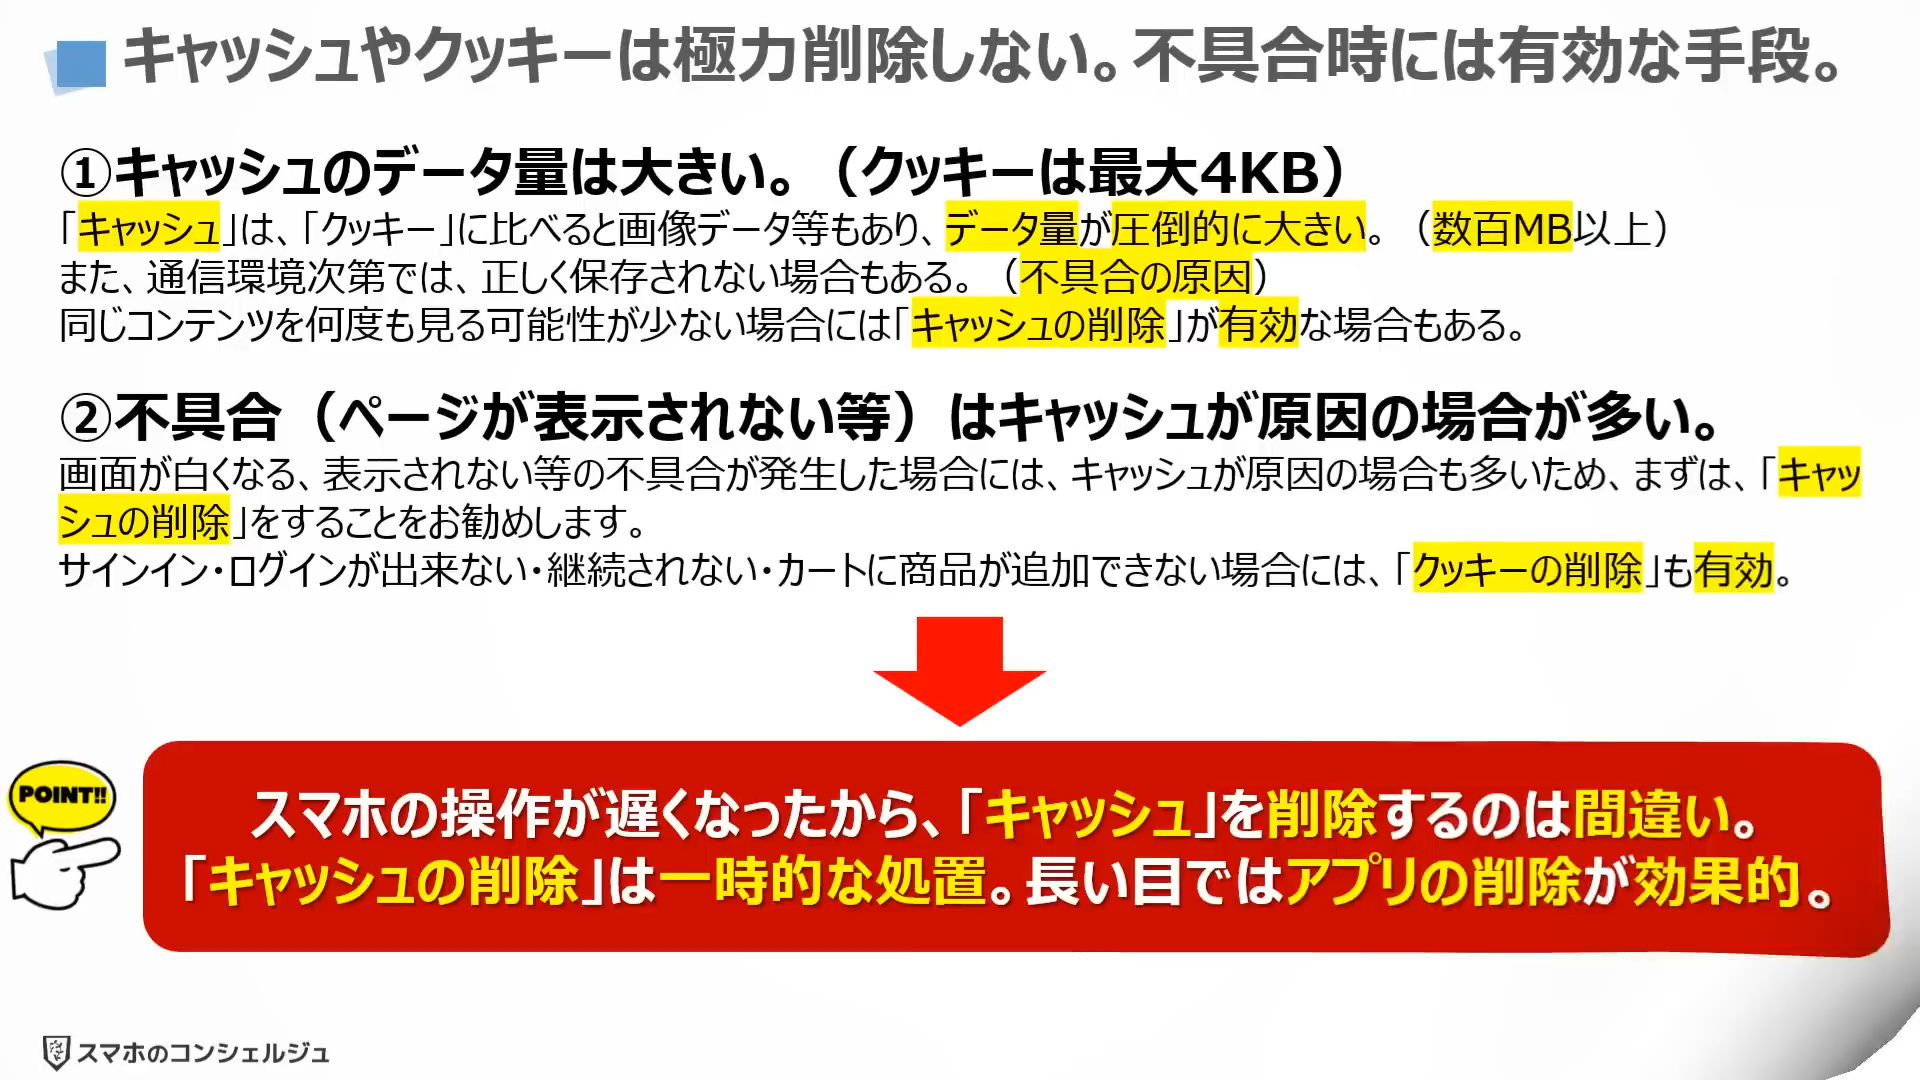 キャッシュやクッキーは極力削除しない。不具合時には有効な手段。
①キャッシュのデータ量は大きい。（クッキーは最大4KB）
「キャッシュ」は、「クッキー」に比べると画像データ等もあり、データ量が圧倒的に大きい。（数百MB以上）
また、通信環境次第では、正しく保存されない場合もある。（不具合の原因）
同じコンテンツを何度も見る可能性が少ない場合には「キャッシュの削除」が有効な場合もある。
②不具合（ページが表示されない等）はキャッシュが原因の場合が多い。
画面が白くなる、表示されない等の不具合が発生した場合には、キャッシュが原因の場合も多いため、まずは、「キャッ
シュの削除」をすることをお勧めします。
サインイン・ログインが出来ない・継続されない・カートに商品が追加できない場合には、「クッキーの削除」も有効。
POINT!!
スマホの操作が遅くなったから、「キャッシュ」を削除するのは間違い。
「キャッシュの削除」は一時的な処置。長い目ではアプリの削除が効果的。
スマホのコンシェルジュ